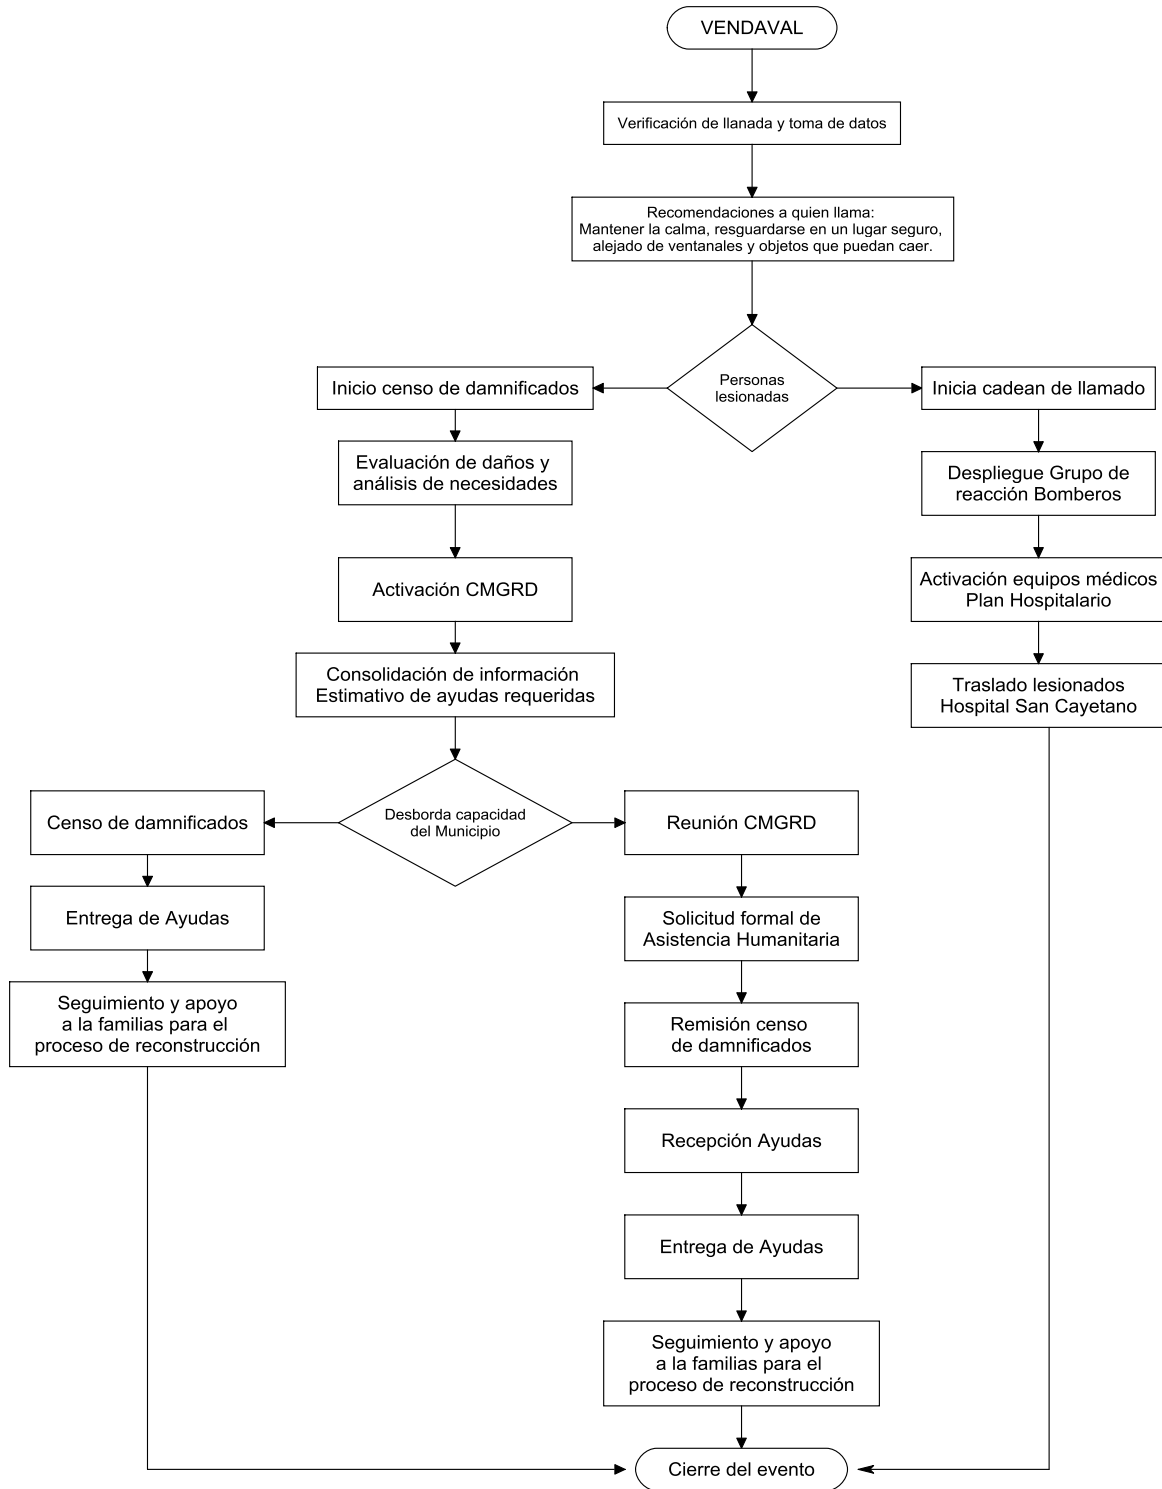 VENDAVAL
Verificación de llanada y toma de datos
Recomendaciones a quien llama:
Mantener la calma, resguardarse en un lugar seguro,
alejado de ventanales y objetos que puedan caer.
Personas
lesionadas
Inicio censo de damnificados
Evaluación de daños y
análisis de necesidades
Activación CMGRD
Consolidación de información
Estimativo de ayudas requeridas
Desborda capacidad
del Municipio
Censo de damnificados
Entrega de Ayudas
Seguimiento y apoyo
a la familias para el
proceso de reconstrucción
Reunión CMGRD
Solicitud formal de
Asistencia Humanitaria
Remisión censo
de damnificados
Recepción Ayudas
Entrega de Ayudas
Seguimiento y apoyo
a la familias para el
proceso de reconstrucción
Inicia cadean de llamado
Despliegue Grupo de
reacción Bomberos
Activación equipos médicos
Plan Hospitalario
Traslado lesionados
Hospital San Cayetano
Cierre del evento